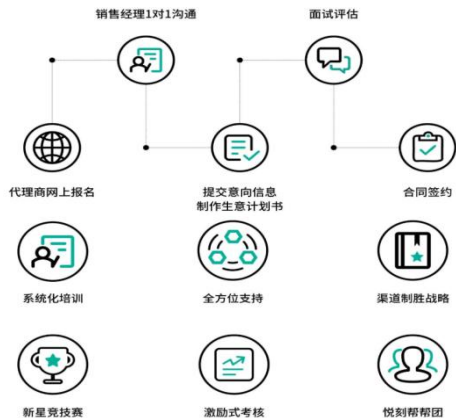 销售经理1对1沟通
面试评估
代理商网上报名
提交意向信息
制作生意计划书
合同签约
系统化培训
全方位支持
渠道制胜战略
新星竞技赛
激励式考核
悦刻帮帮团